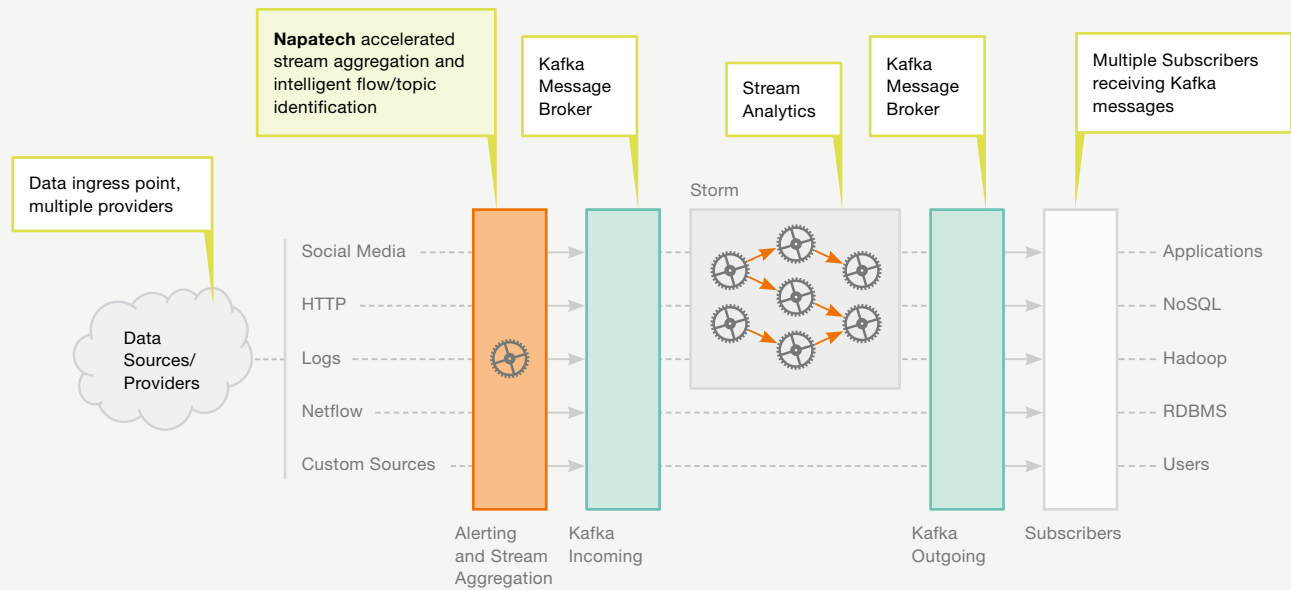 Napatech accelerated
stream aggregation and
intelligent flow/topic
identification
Kafka
Message
Broker
Stream
Analytics
Kafka
Message
Broker
Multiple Subscribers
receiving Kafka
messages
Data ingress point,
multiple providers
Storm
Data
Sources/
Providers
Social Media
HTTP
Logs
Netflow
Custom Sources
Applications
NoSQL
Hadoop
RDBMS
Users
Alerting
and Stream
Aggregation
Kafka
Incoming
Kafka
Outgoing
Subscribers